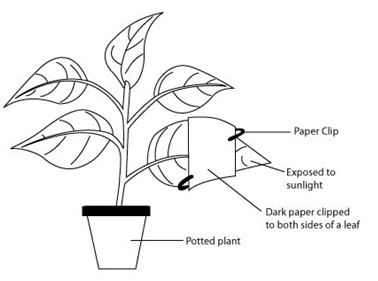 Paper Clip
Exposed to
sunlight
Dark paper clipped
to both sides of a leaf
Potted plant